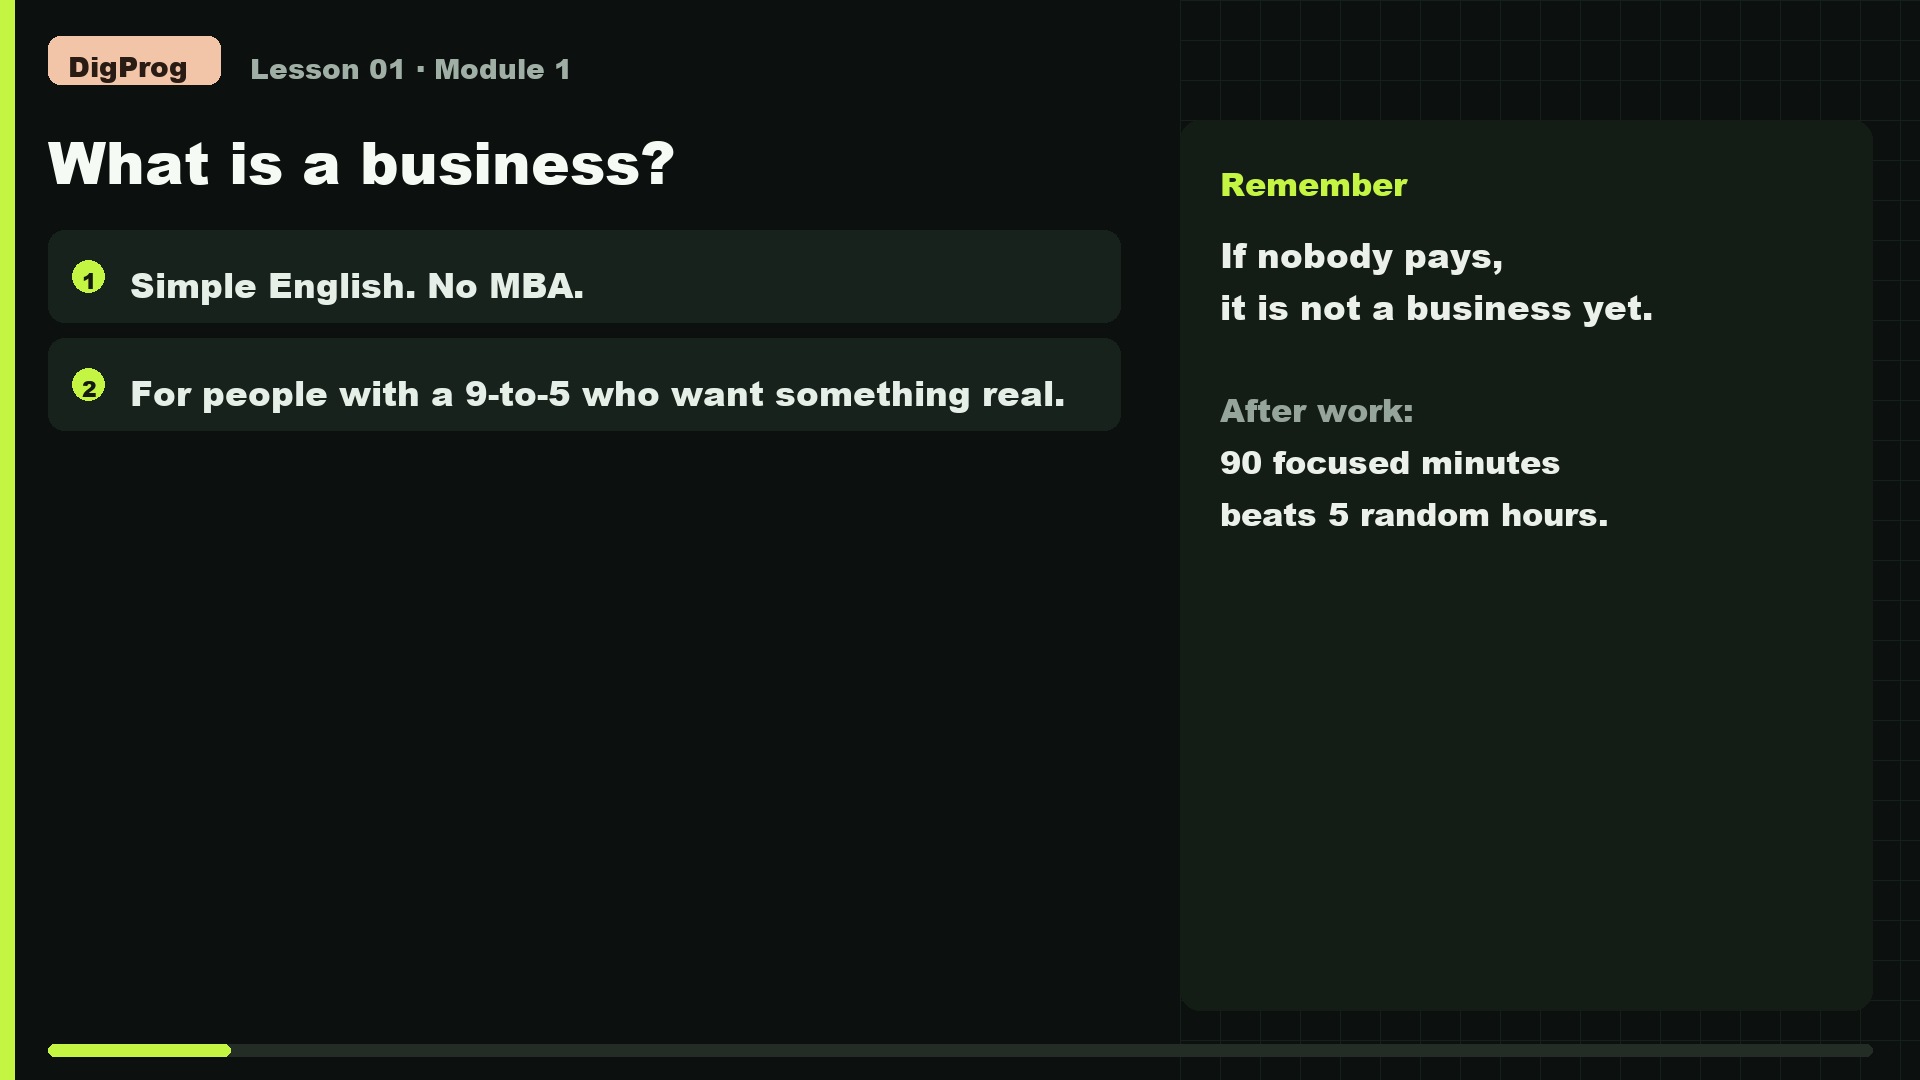 DigProg
Lesson 01 · Module 1
What is a business?
1 Simple English. No MBA.
2 For people with a 9-to-5 who want something real.
Remember
If nobody pays,
it is not a business yet.
After work:
90 focused minutes
beats 5 random hours.